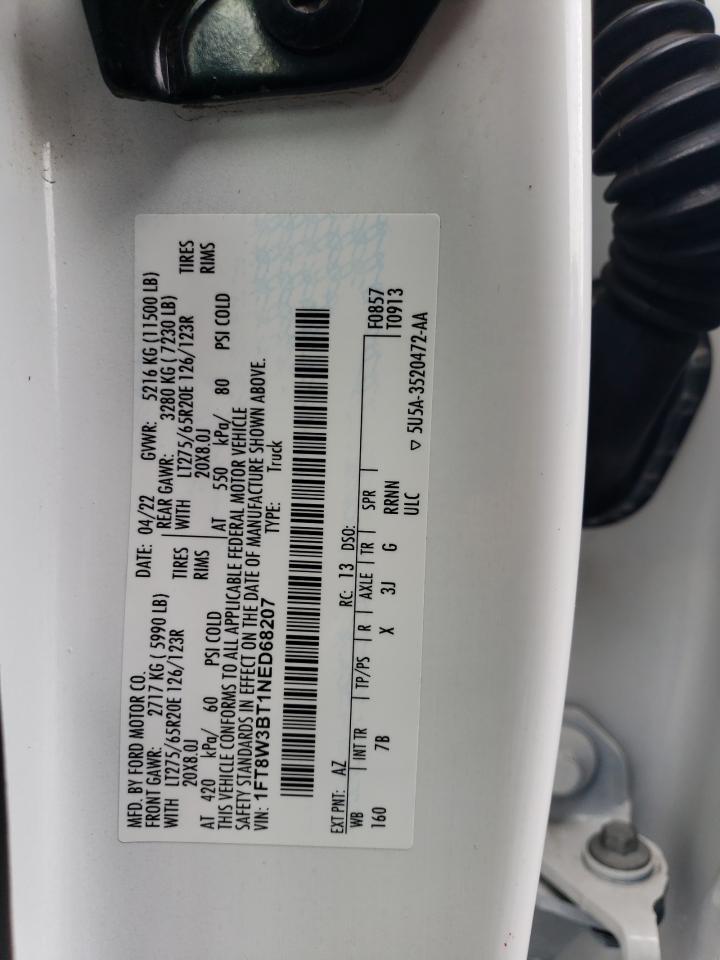 MFD. BY FORD MOTOR CO.
DATE: 04/22 GVWR: 5216 KG (11500 LB)
FRONT GAWR: 2717 KG ( 5990 LB) REAR GAWR: 3280 KG ( 7230 LB)
WITH LT275/65R20E 126/123R TIRES WITH LT275/65R20E 126/123R TIRES
20X8.0J RIMS 20X8.0J RIMS
AT 420 kPa/ 60 PSI COLD AT 550 kPa/ 80 PSI COLD
THIS VEHICLE CONFORMS TO ALL APPLICABLE FEDERAL MOTOR VEHICLE
SAFETY STANDARDS IN EFFECT ON THE DATE OF MANUFACTURE SHOWN ABOVE.
VIN: 1FT8W3BT1NED68207 TYPE: Truck
EXT PNT: AZ RC: 13 DSO:
WB INT TR TP/PS R AXLE TR SPR F0857
160 7B X 3J G RRNN T0913
ULC ▽ 5U5A-3520472-AA